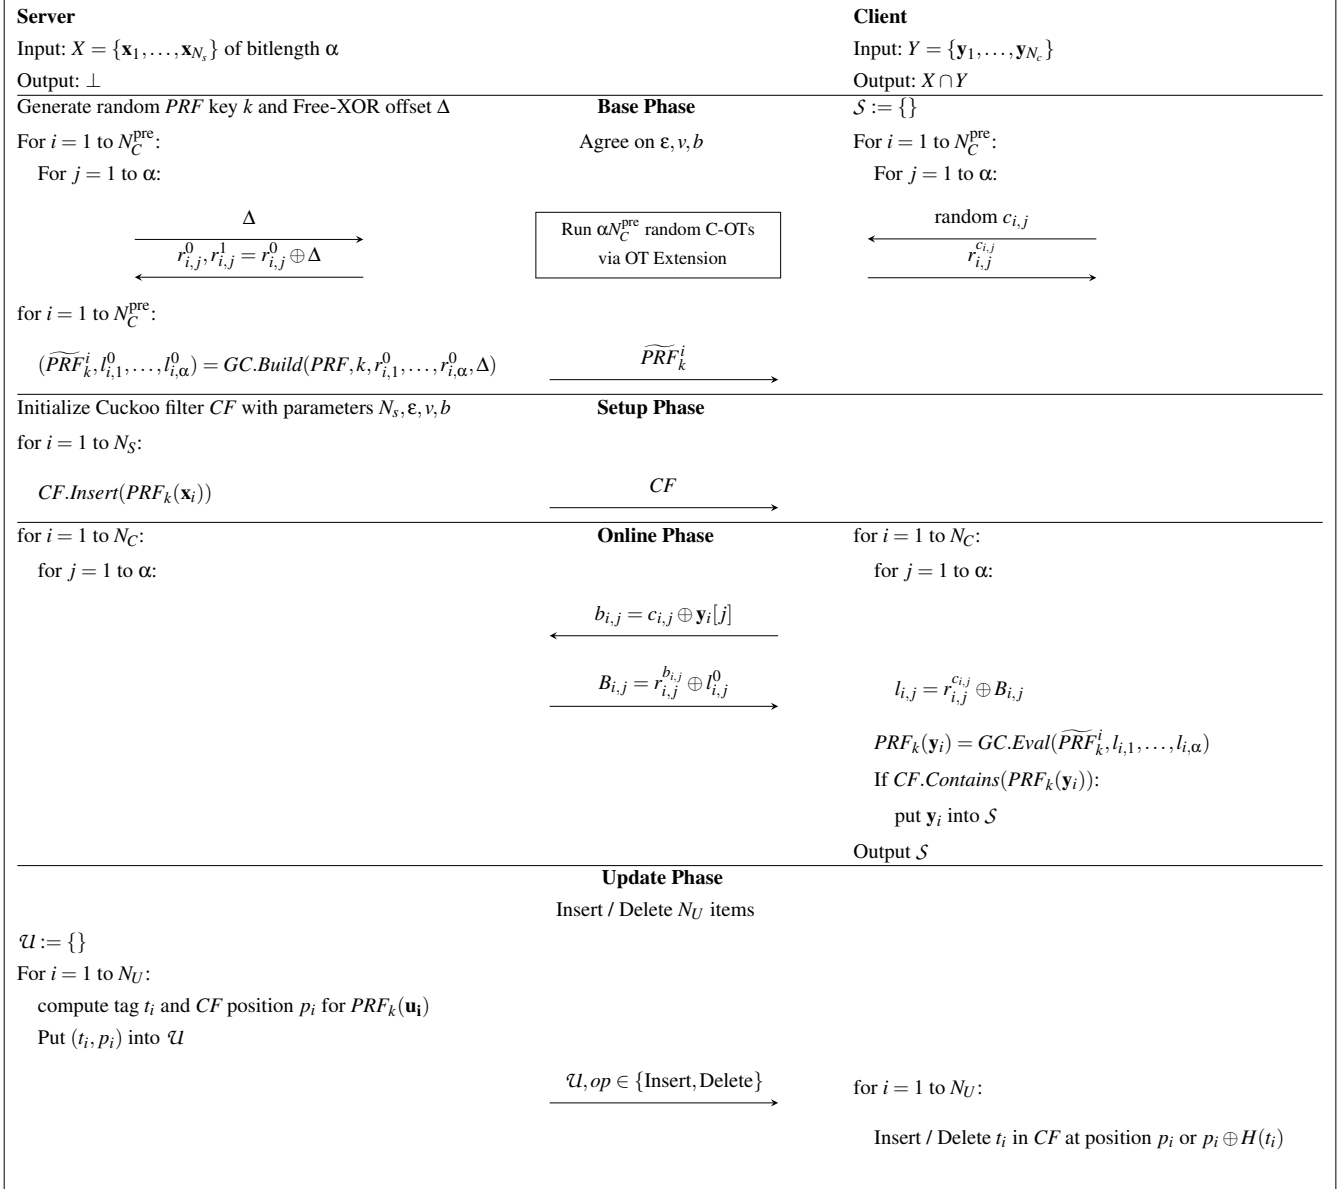 Server Client
Input: X = {x₁,…,x_{N_s}} of bitlength α Input: Y = {y₁,…,y_{N_c}}
Output: ⊥ Output: X ∩ Y
Generate random PRF key k and Free-XOR offset Δ Base Phase 𝒮 := {}
For i = 1 to N_C^{pre}: Agree on ε, v, b For i = 1 to N_C^{pre}:
For j = 1 to α: For j = 1 to α:
Δ random c_{i,j}
Run αN_C^{pre} random C-OTs
r_{i,j}^0, r_{i,j}^1 = r_{i,j}^0 ⊕ Δ via OT Extension r_{i,j}^{c_{i,j}}
for i = 1 to N_C^{pre}:
(\widetilde{PRF}_k^i, l_{i,1}^0,…,l_{i,α}^0) = GC.Build(PRF, k, r_{i,1}^0,…,r_{i,α}^0, Δ) \widetilde{PRF}_k^i
Initialize Cuckoo filter CF with parameters N_s, ε, v, b Setup Phase
for i = 1 to N_S:
CF.Insert(PRF_k(x_i)) CF
for i = 1 to N_C: Online Phase for i = 1 to N_C:
for j = 1 to α: for j = 1 to α:
b_{i,j} = c_{i,j} ⊕ y_i[j]
B_{i,j} = r_{i,j}^{b_{i,j}} ⊕ l_{i,j}^0 l_{i,j} = r_{i,j}^{c_{i,j}} ⊕ B_{i,j}
PRF_k(y_i) = GC.Eval(\widetilde{PRF}_k^i, l_{i,1},…,l_{i,α})
If CF.Contains(PRF_k(y_i)):
put y_i into 𝒮
Output 𝒮
Update Phase
Insert / Delete N_U items
𝒰 := {}
For i = 1 to N_U:
compute tag t_i and CF position p_i for PRF_k(u_i)
Put (t_i, p_i) into 𝒰
𝒰, op ∈ {Insert, Delete} for i = 1 to N_U:
Insert / Delete t_i in CF at position p_i or p_i ⊕ H(t_i)